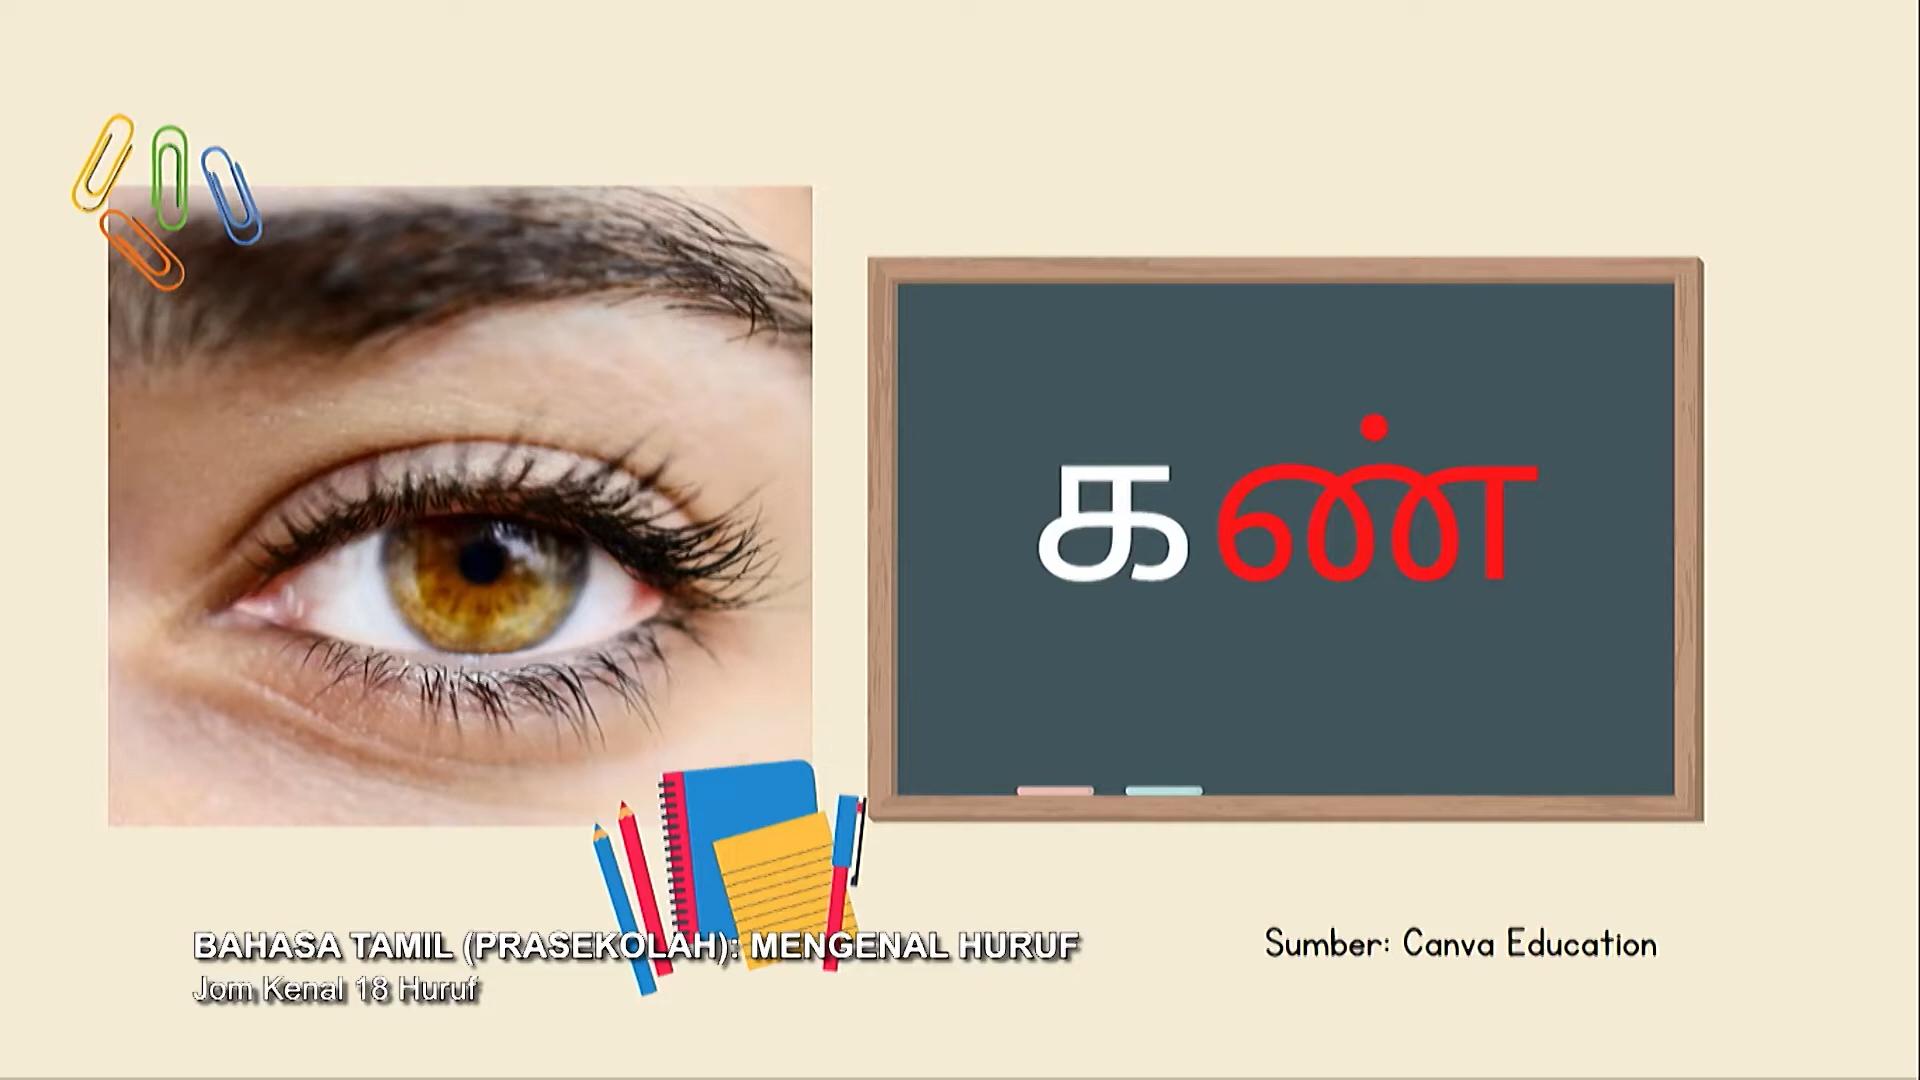 கண்
BAHASA TAMIL (PRASEKOLAH): MENGENAL HURUF
Jom Kenal 18 Huruf
Sumber: Canva Education